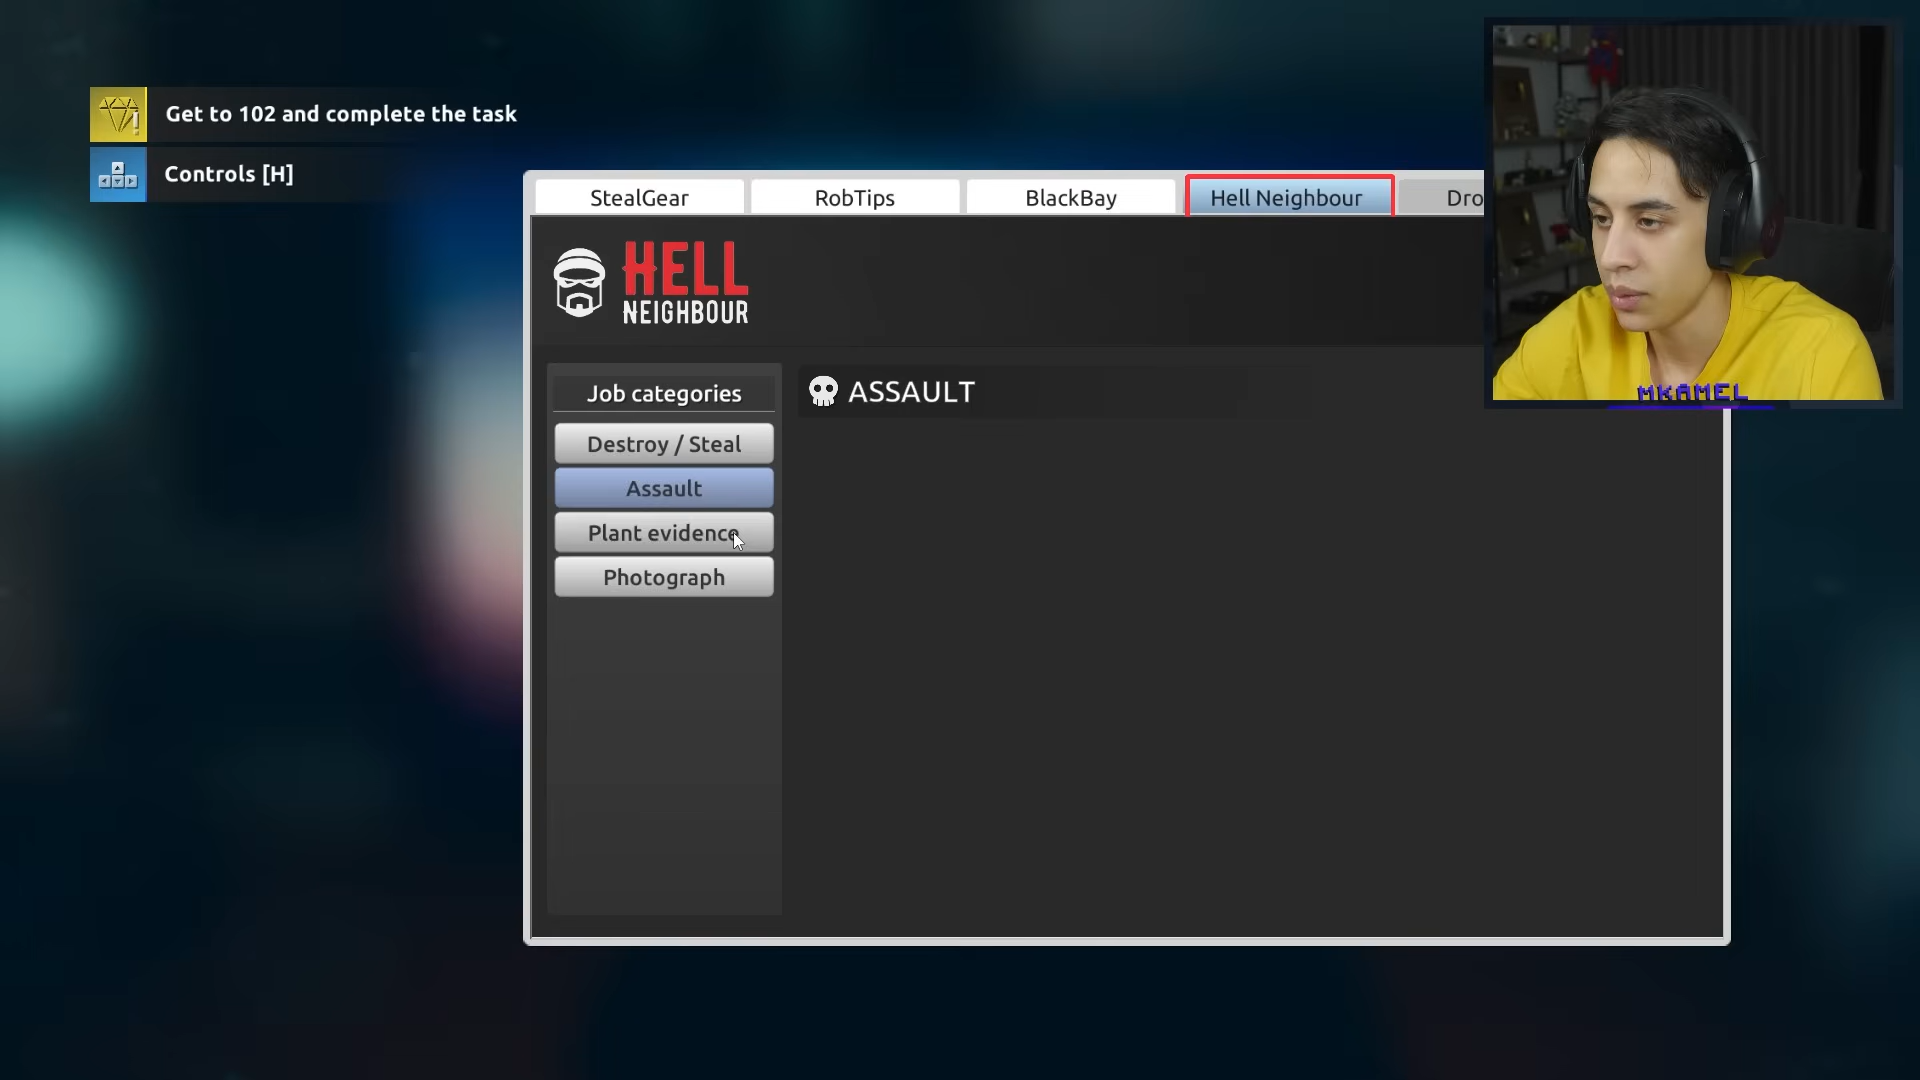 Get to 102 and complete the task
Controls [H]
StealGear
RobTips
BlackBay
Hell Neighbour
Dro
HELL
NEIGHBOUR
Job categories
Destroy / Steal
Assault
Plant evidence
Photograph
ASSAULT
MKAMEL